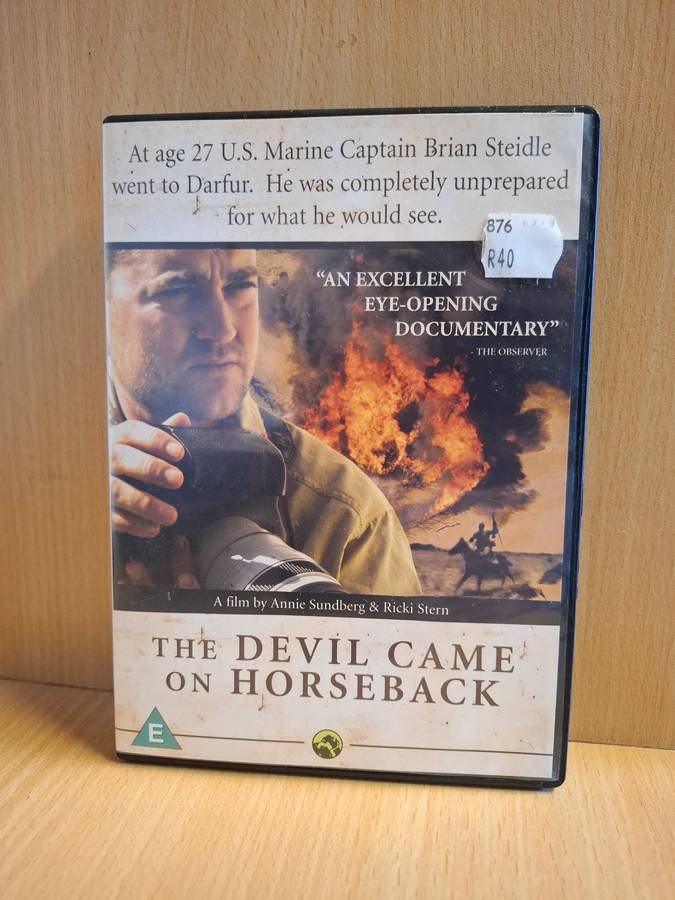 At age 27 U.S. Marine Captain Brian Steidle
went to Darfur. He was completely unprepared
for what he would see.
876
R40
“AN EXCELLENT
EYE-OPENING
DOCUMENTARY”
- THE OBSERVER
A film by Annie Sundberg & Ricki Stern
THE DEVIL CAME
ON HORSEBACK
E